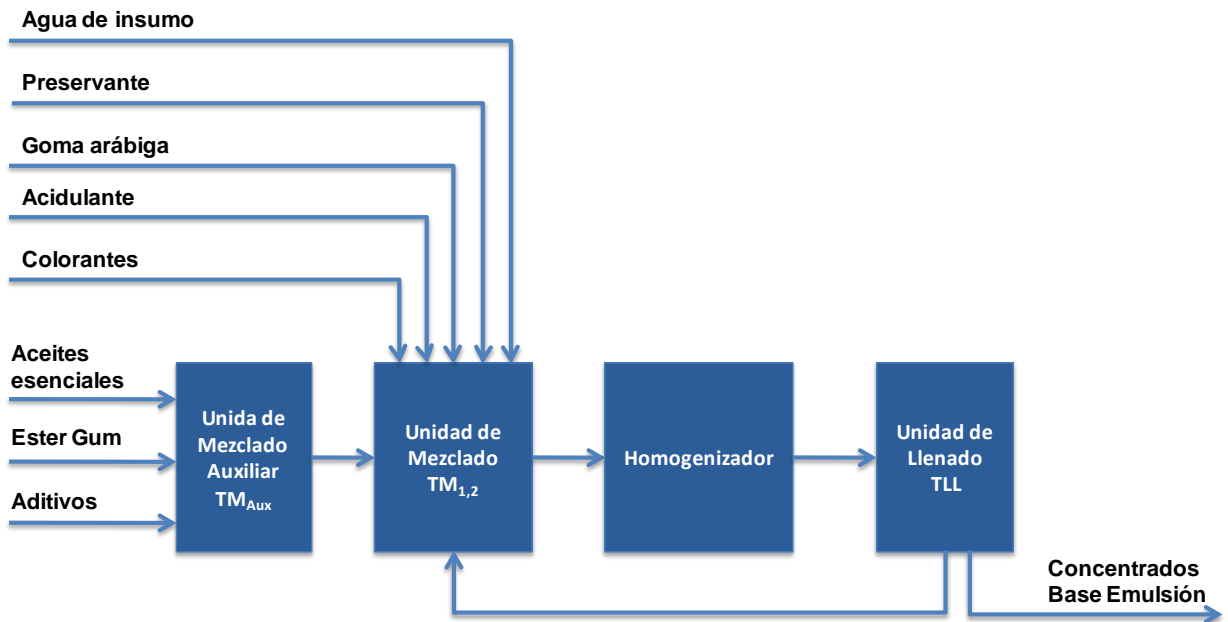 Agua de insumo
Preservante
Goma arábiga
Acidulante
Colorantes
Aceites
esenciales
Ester Gum
Aditivos
Unida de
Mezclado
Auxiliar
TMAux
Unidad de
Mezclado
TM1,2
Homogenizador
Unidad de
Llenado
TLL
Concentrados
Base Emulsión